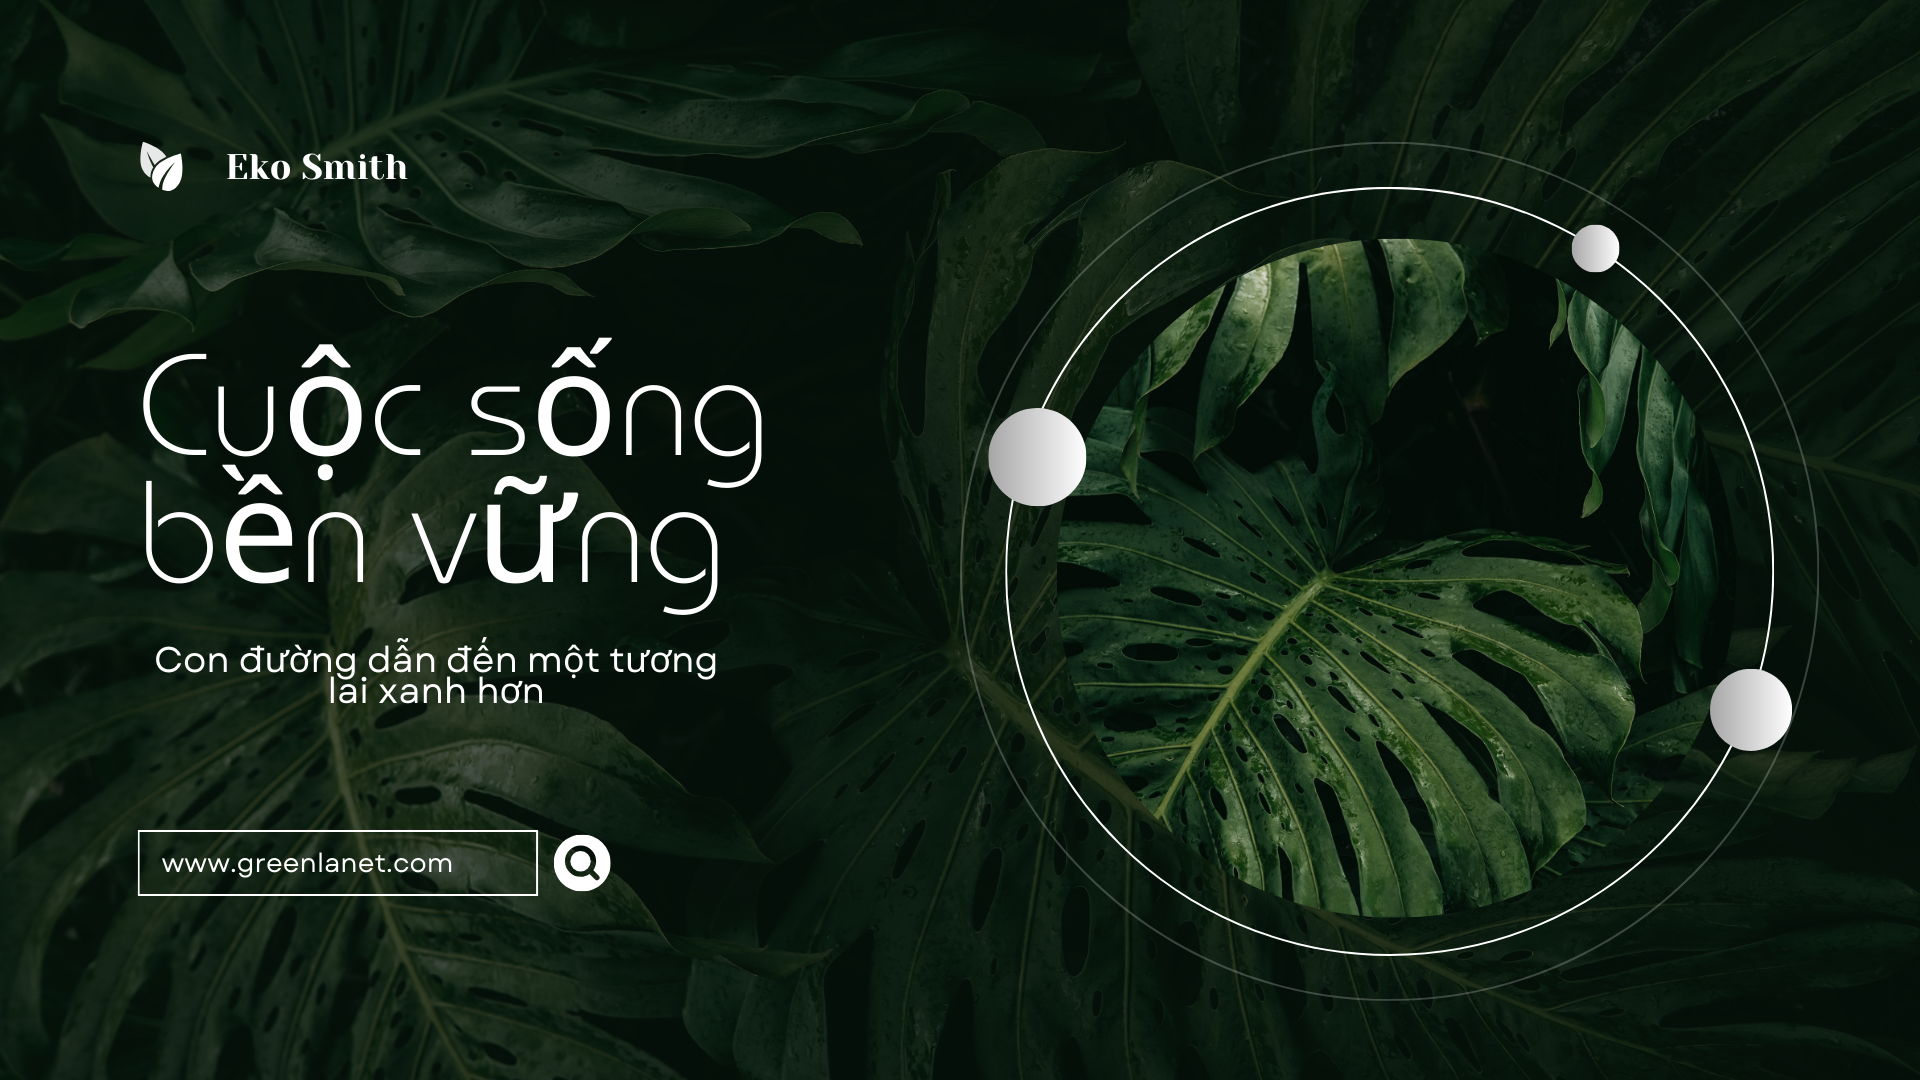 Eko Smith
Cuộc sống
bền vững
Con đường dẫn đến một tương
lai xanh hơn
www.greenlanet.com